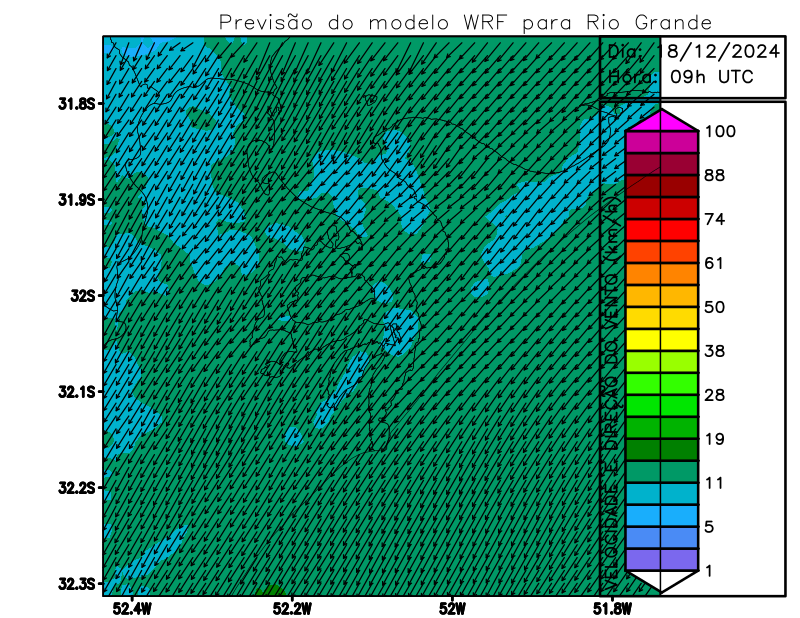 Previsão do modelo WRF para Rio Grande
Dia: 18/12/2024
Hora: 09h UTC
31.8S
31.9S
32S
32.1S
32.2S
32.3S
52.4W
52.2W
52W
51.8W
VELOCIDADE E DIREÇÃO DO VENTO (km/h)
100
88
74
61
50
38
28
19
11
5
1